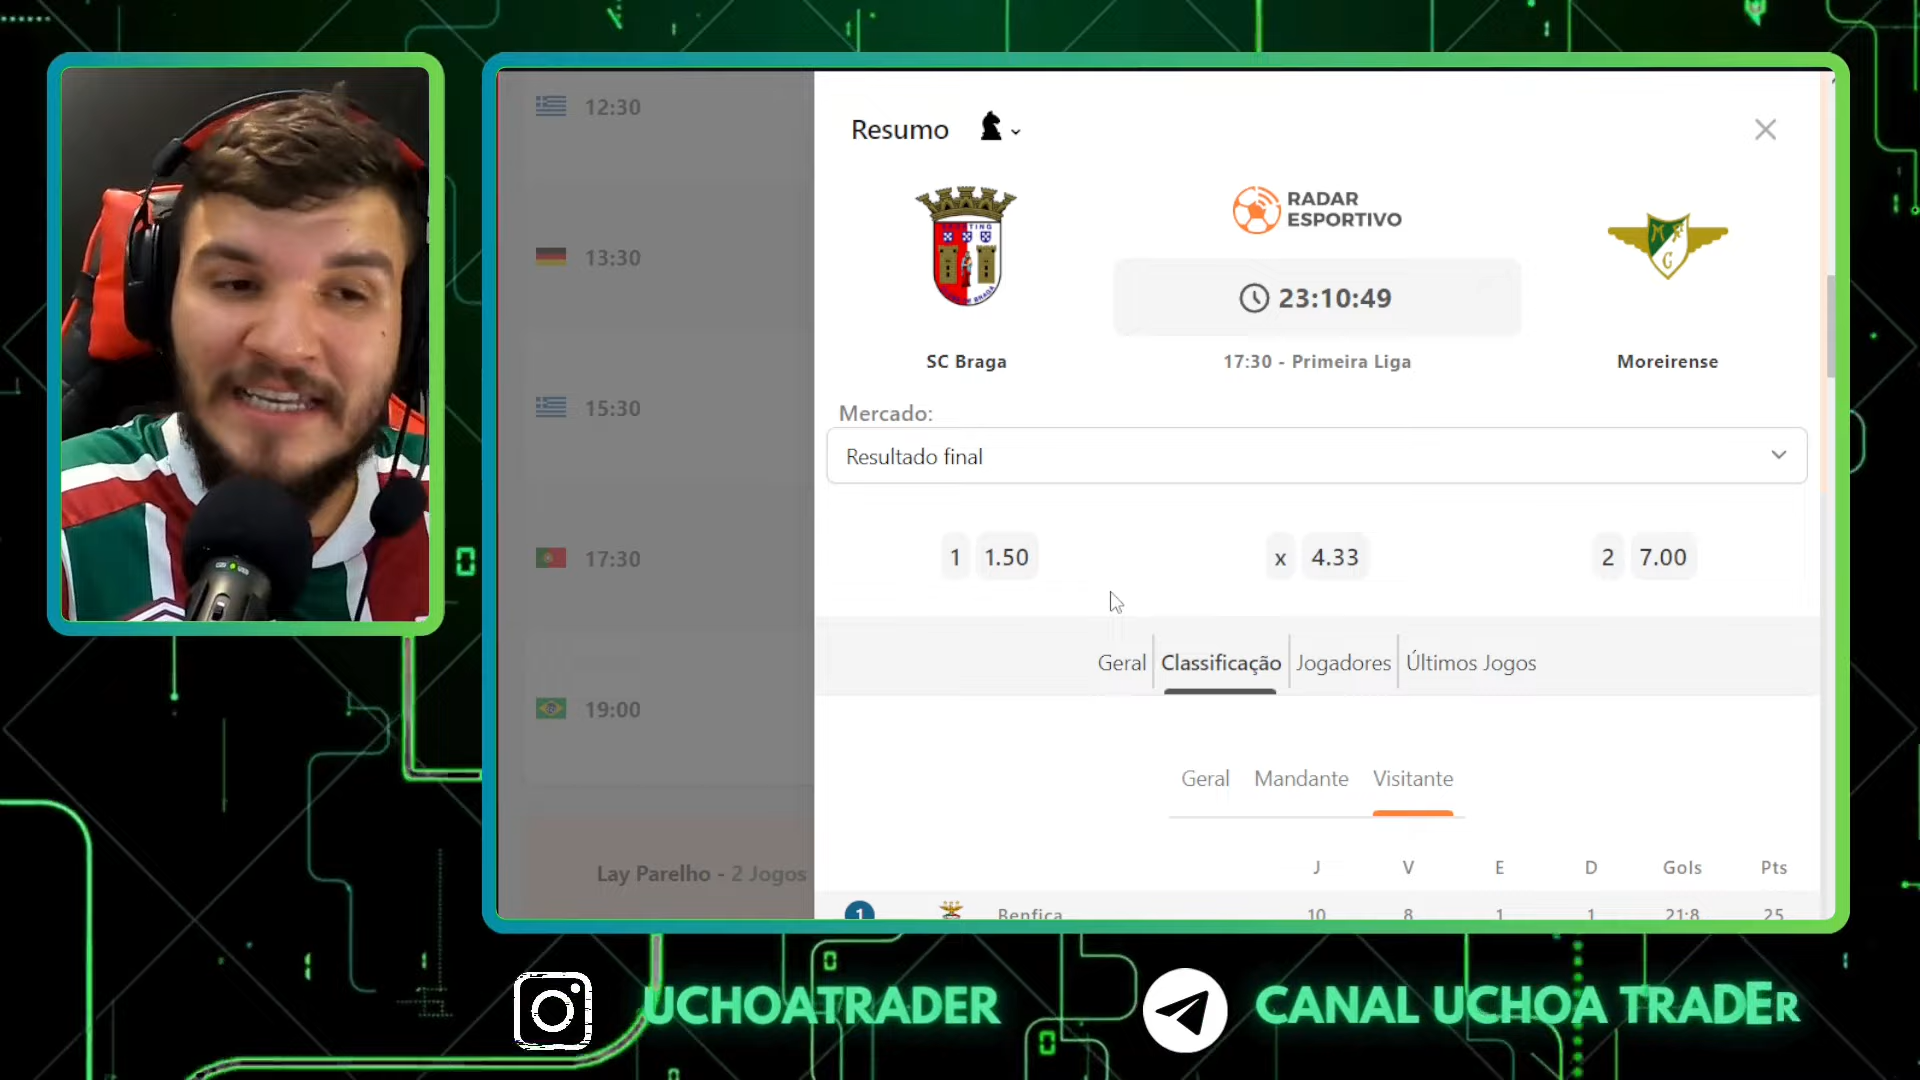 12:30
13:30
15:30
17:30
19:00
Lay Parelho - 2 Jogos
Resumo
RADAR
ESPORTIVO
23:10:49
SC Braga
17:30 - Primeira Liga
Moreirense
Mercado:
Resultado final
1 1.50
x 4.33
2 7.00
Geral Classificação Jogadores Últimos Jogos
Geral Mandante Visitante
J V E D Gols Pts
1 Benfica 10 8 1 1 21:8 25
UCHOATRADER
CANAL UCHOA TRADEr